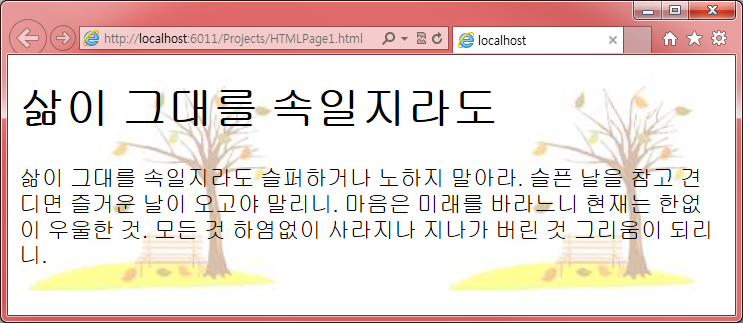 http://localhost:6011/Projects/HTMLPage1.html
localhost
삶이 그대를 속일지라도
삶이 그대를 속일지라도 슬퍼하거나 노하지 말아라. 슬픈 날을 참고 견
디면 즐거운 날이 오고야 말리니. 마음은 미래를 바라느니 현재는 한없
이 우울한 것. 모든 것 하염없이 사라지나 지나가 버린 것 그리움이 되리
니.